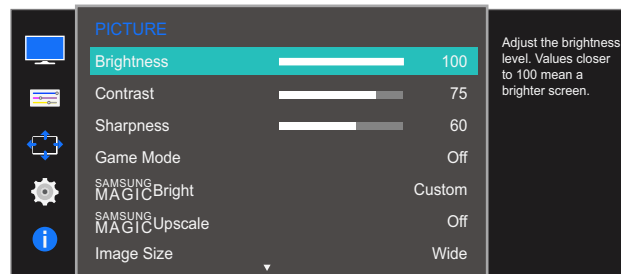 PICTURE
Brightness 100
Contrast 75
Sharpness 60
Game Mode Off
SAMSUNG
MAGICBright Custom
SAMSUNG
MAGICUpscale Off
Image Size Wide
Adjust the brightness
level. Values closer
to 100 mean a
brighter screen.
i